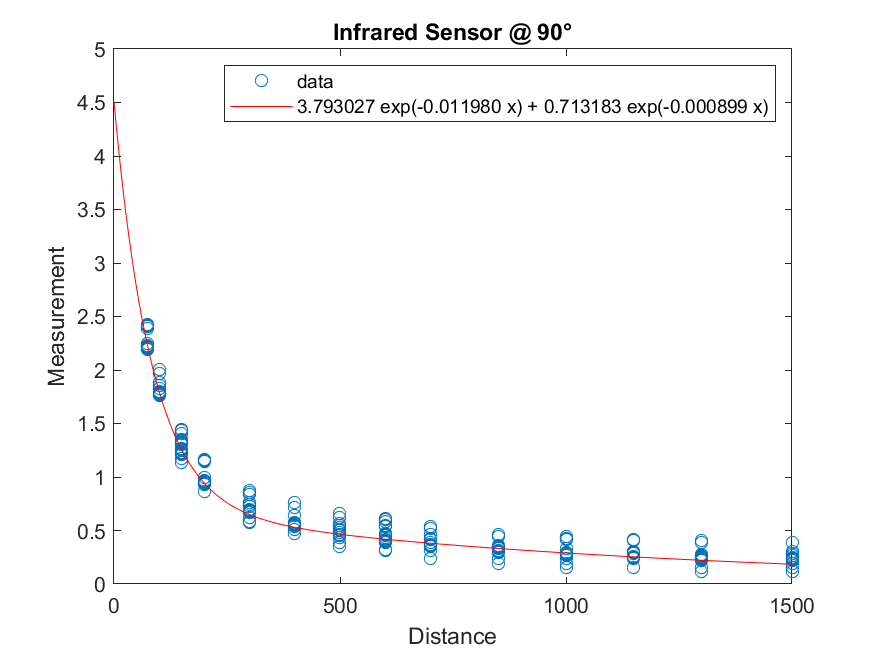 Infrared Sensor @ 90°
data
3.793027 exp(-0.011980 x) + 0.713183 exp(-0.000899 x)
5
4.5
4
3.5
3
2.5
2
1.5
1
0.5
0
Measurement
0 500 1000 1500
Distance